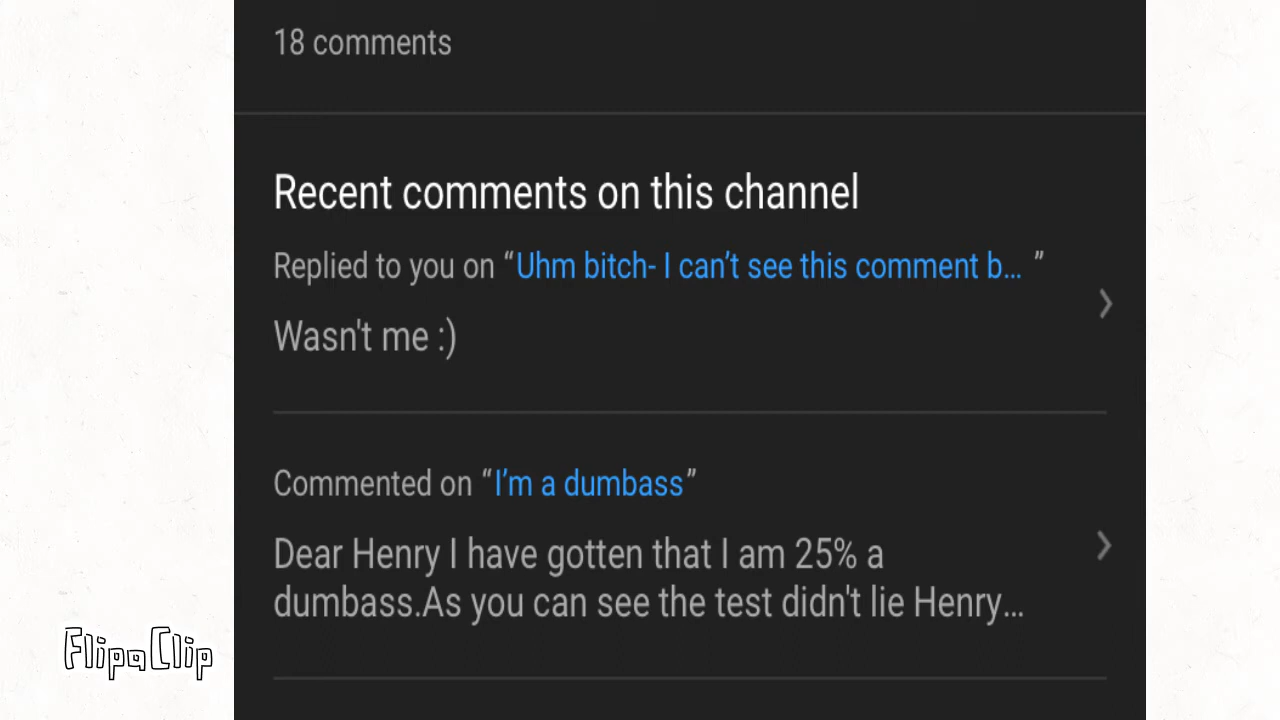 18 comments
Recent comments on this channel
Replied to you on “Uhm bitch- I can’t see this comment b... ”
Wasn't me :)
Commented on “I’m a dumbass”
Dear Henry I have gotten that I am 25% a
dumbass.As you can see the test didn't lie Henry...
FlipaClip